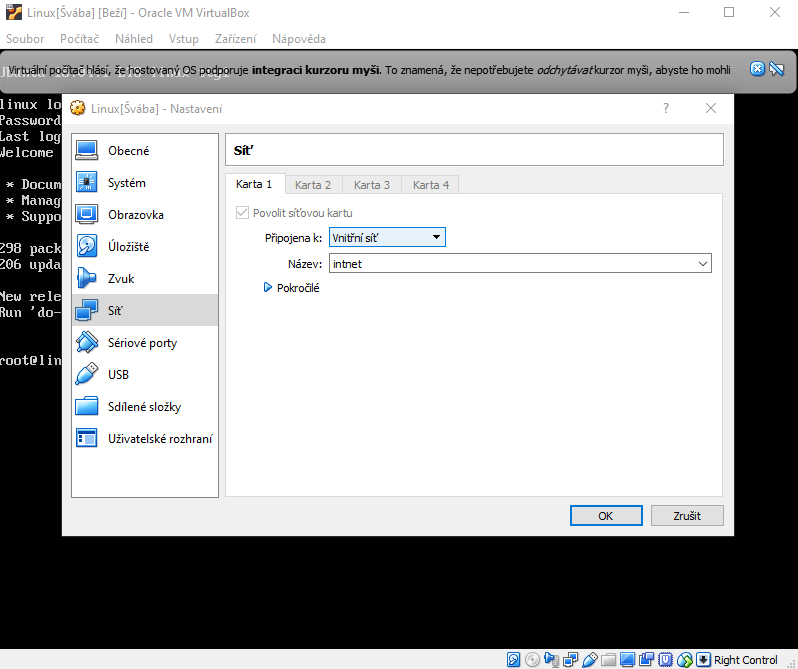 Linux[Švába] [Beží] - Oracle VM VirtualBox
Soubor Počítač Náhled Vstup Zařízení Nápověda
Virtuální počítač hlásí, že hostovaný OS podporuje integraci kurzoru myši. To znamená, že nepotřebujete odchytávat kurzor myši, abyste ho mohli
linux lo
Password
Last log
Welcome
* Docum
* Manag
* Suppo
298 pack
206 upda
New rele
Run 'do-
root@lin
Linux[Švába] - Nastavení
?
Obecné
Systém
Obrazovka
Úložiště
Zvuk
Síť
Sériové porty
USB
Sdílené složky
Uživatelské rozhraní
Síť
Karta 1 Karta 2 Karta 3 Karta 4
Povolit síťovou kartu
Připojena k: Vnitřní síť
Název: intnet
Pokročilé
OK Zrušit
Right Control